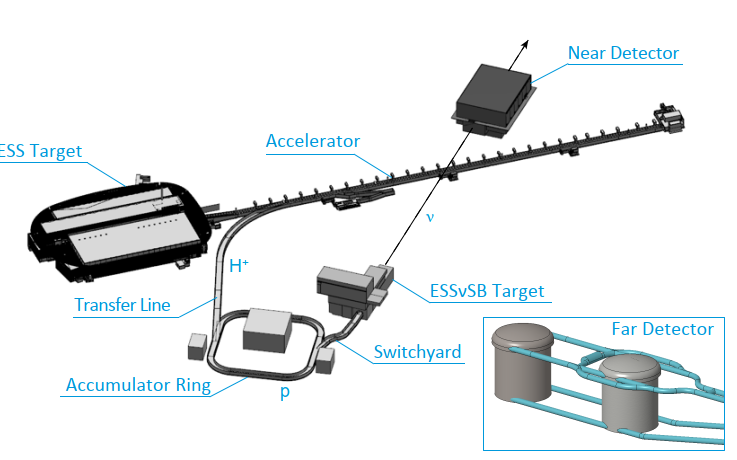 Near Detector
Accelerator
ESS Target
ν
H⁺
ESSνSB Target
Transfer Line
Far Detector
Switchyard
Accumulator Ring
p